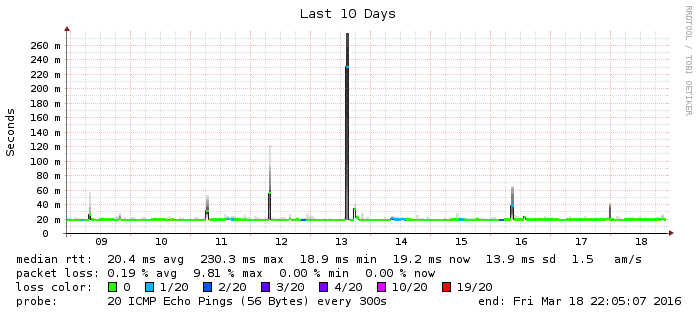 Last 10 Days
RRDTOOL / TOBI OETIKER
Seconds
260 m
240 m
220 m
200 m
180 m
160 m
140 m
120 m
100 m
80 m
60 m
40 m
20 m
0
09 10 11 12 13 14 15 16 17 18
median rtt: 20.4 ms avg 230.3 ms max 18.9 ms min 19.2 ms now 13.9 ms sd 1.5 am/s
packet loss: 0.19 % avg 9.81 % max 0.00 % min 0.00 % now
loss color: 0 1/20 2/20 3/20 4/20 10/20 19/20
probe: 20 ICMP Echo Pings (56 Bytes) every 300s end: Fri Mar 18 22:05:07 2016